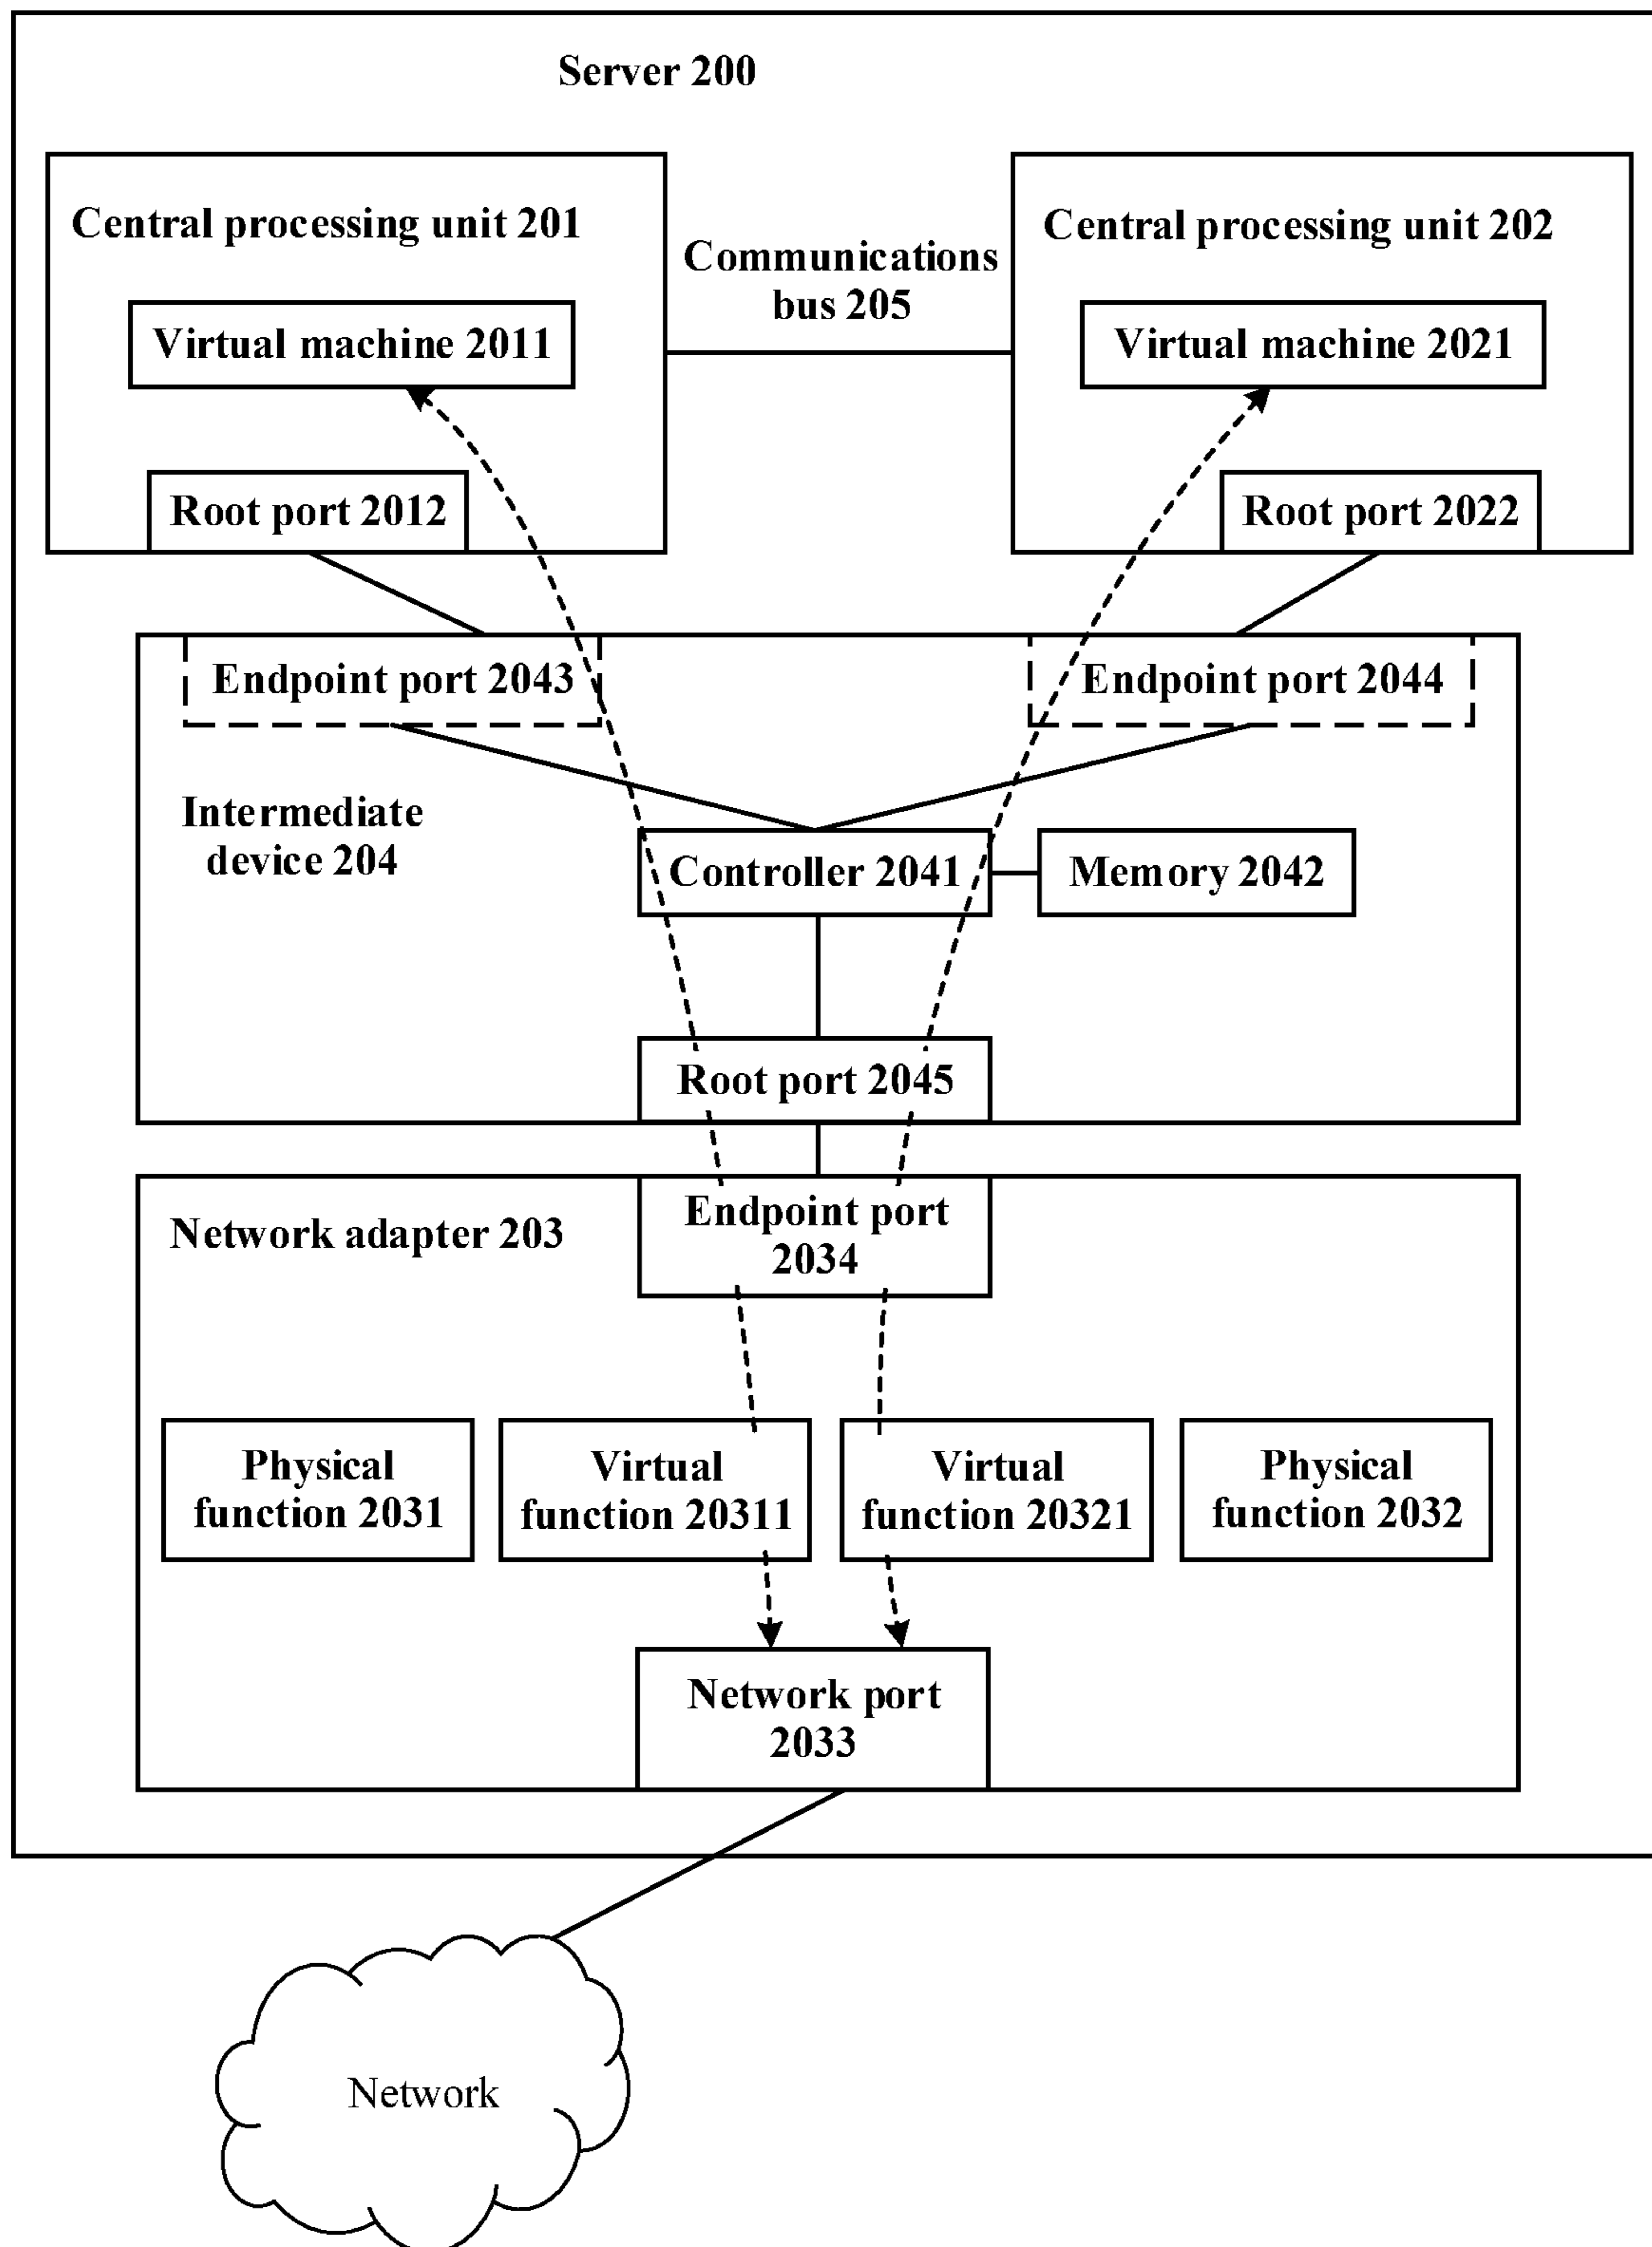 Server 200
Central processing unit 201
Central processing unit 202
Communications
bus 205
Virtual machine 2011
Virtual machine 2021
Root port 2012
Root port 2022
Endpoint port 2043
Endpoint port 2044
Intermediate
device 204
Controller 2041
Memory 2042
Root port 2045
Network adapter 203
Endpoint port
2034
Physical
function 2031
Virtual
function 20311
Virtual
function 20321
Physical
function 2032
Network port
2033
Network